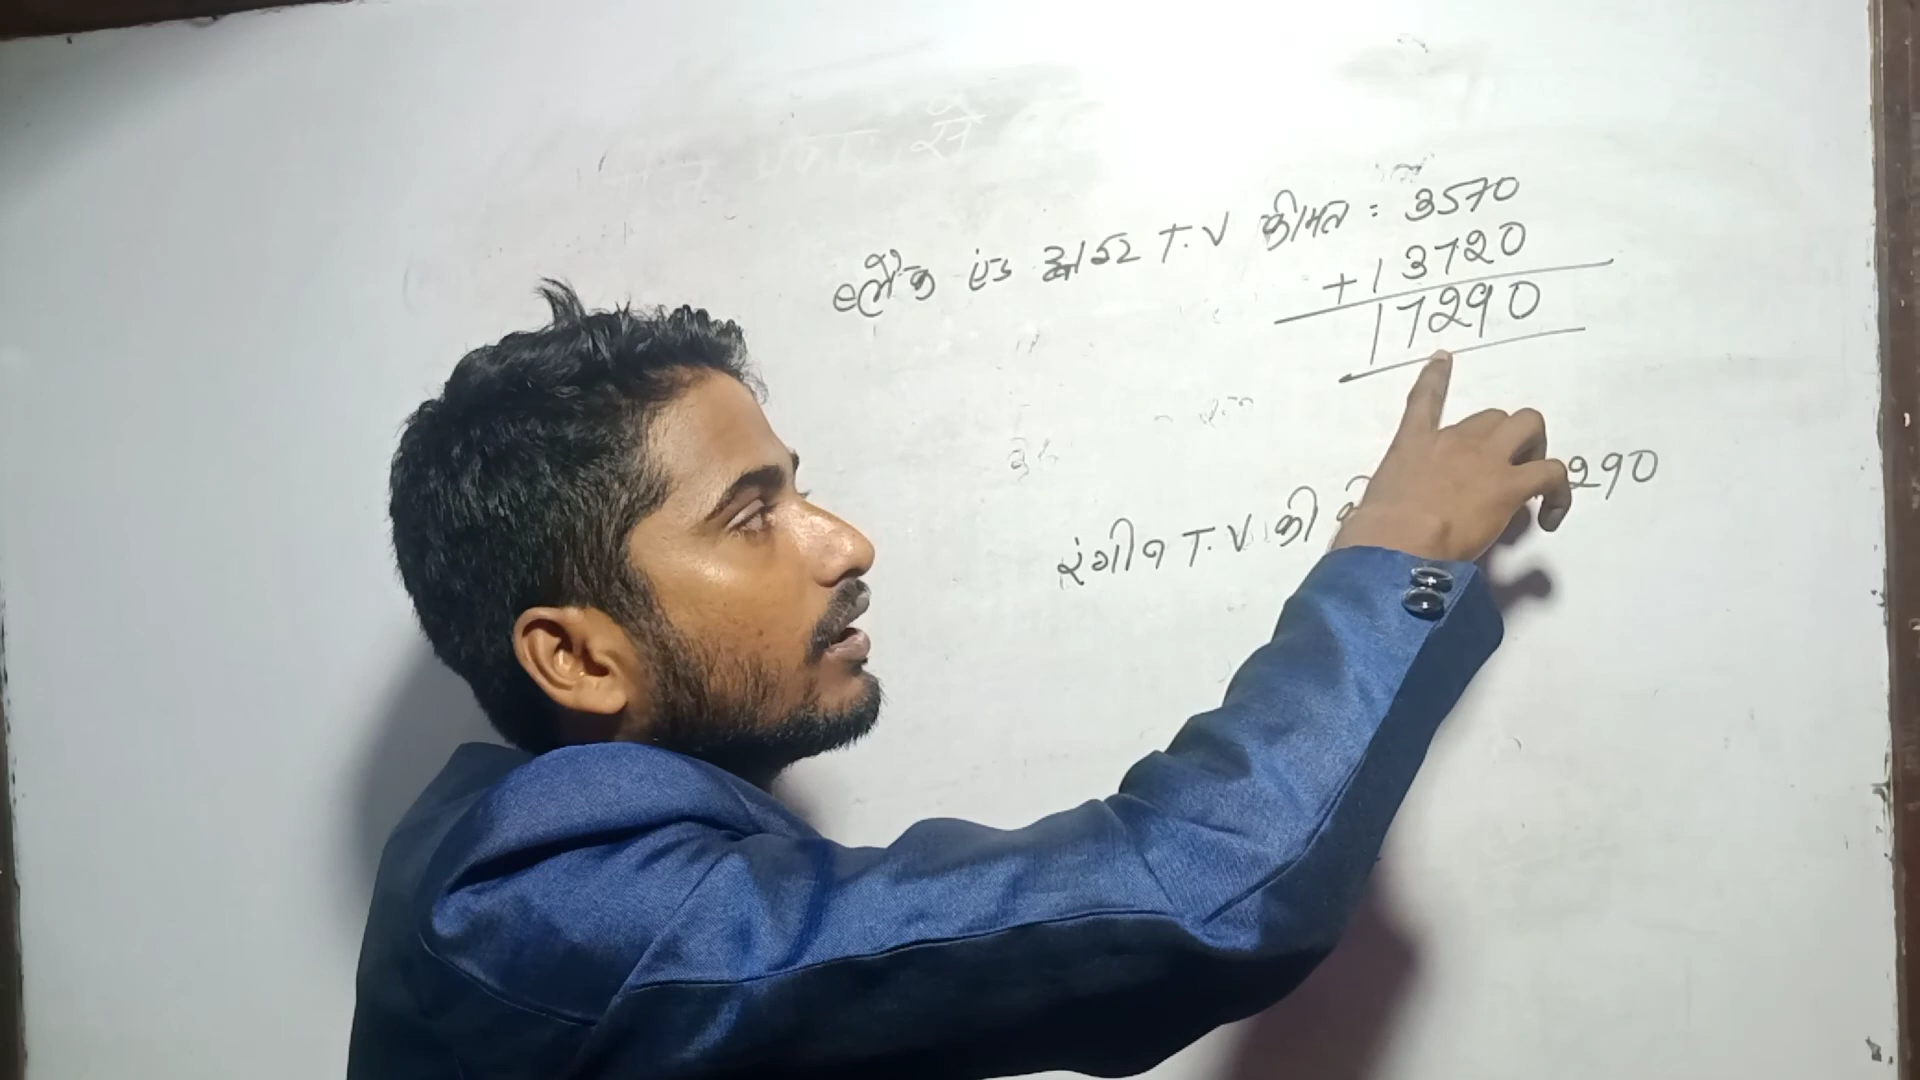 ब्लैक एंड व्हाइट T.V कीमत = 3570
+13720
17290
रंगीन T.V की 290